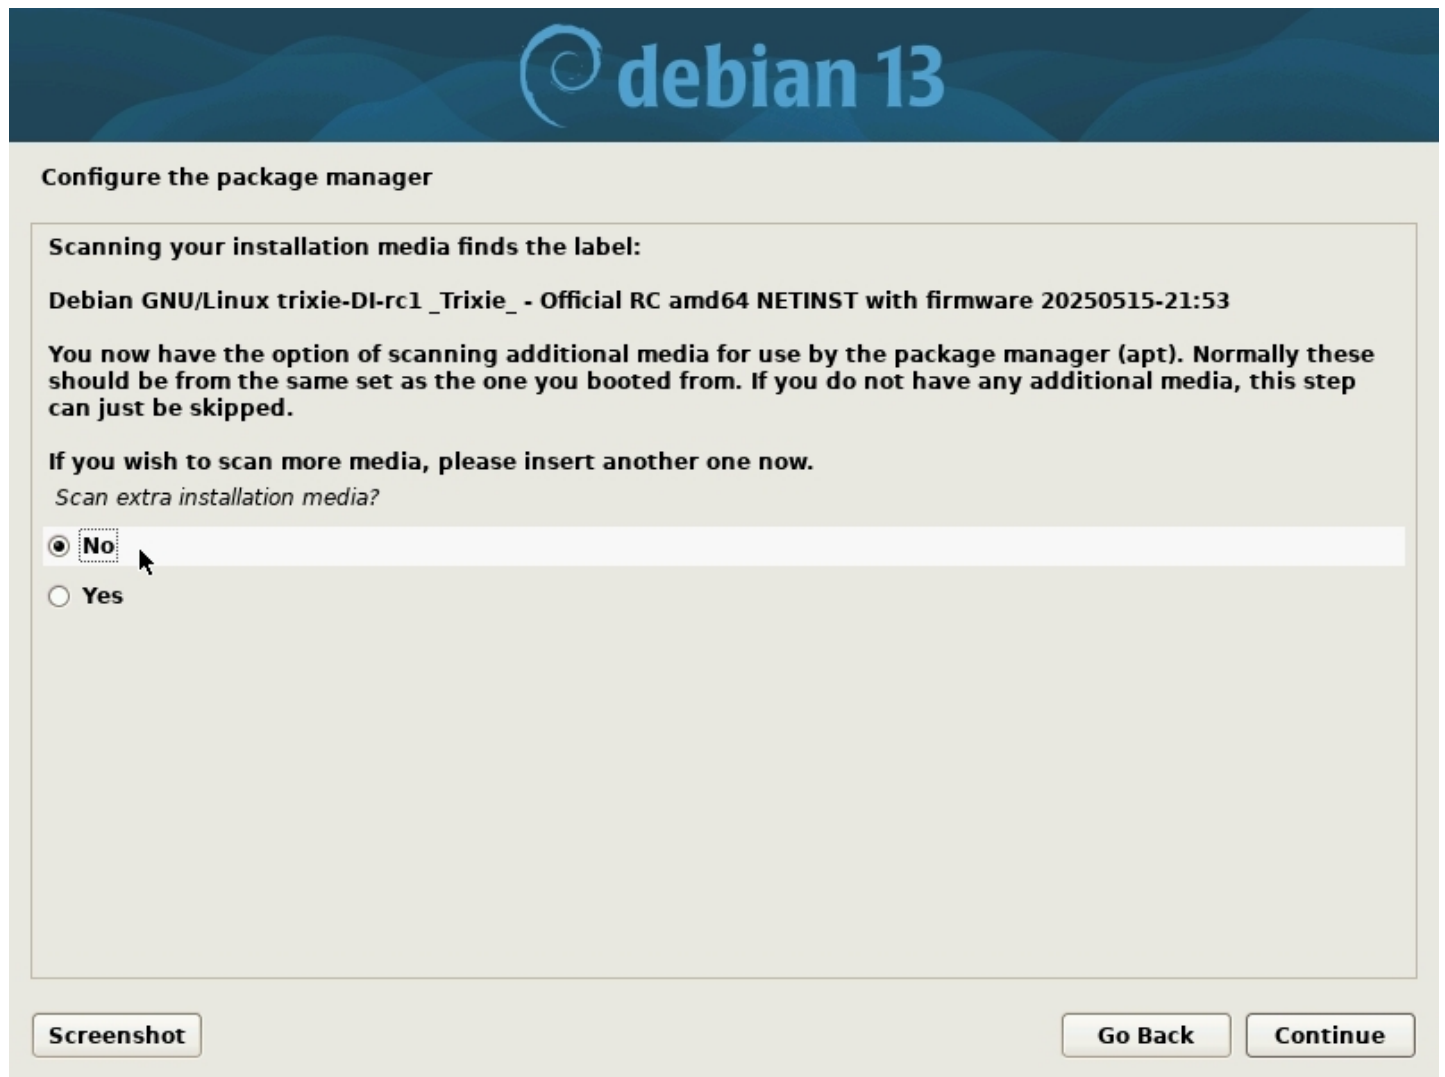 debian 13
Configure the package manager
Scanning your installation media finds the label:
Debian GNU/Linux trixie-DI-rc1 _Trixie_ - Official RC amd64 NETINST with firmware 20250515-21:53
You now have the option of scanning additional media for use by the package manager (apt). Normally these
should be from the same set as the one you booted from. If you do not have any additional media, this step
can just be skipped.
If you wish to scan more media, please insert another one now.
Scan extra installation media?
No
Yes
Screenshot
Go Back
Continue